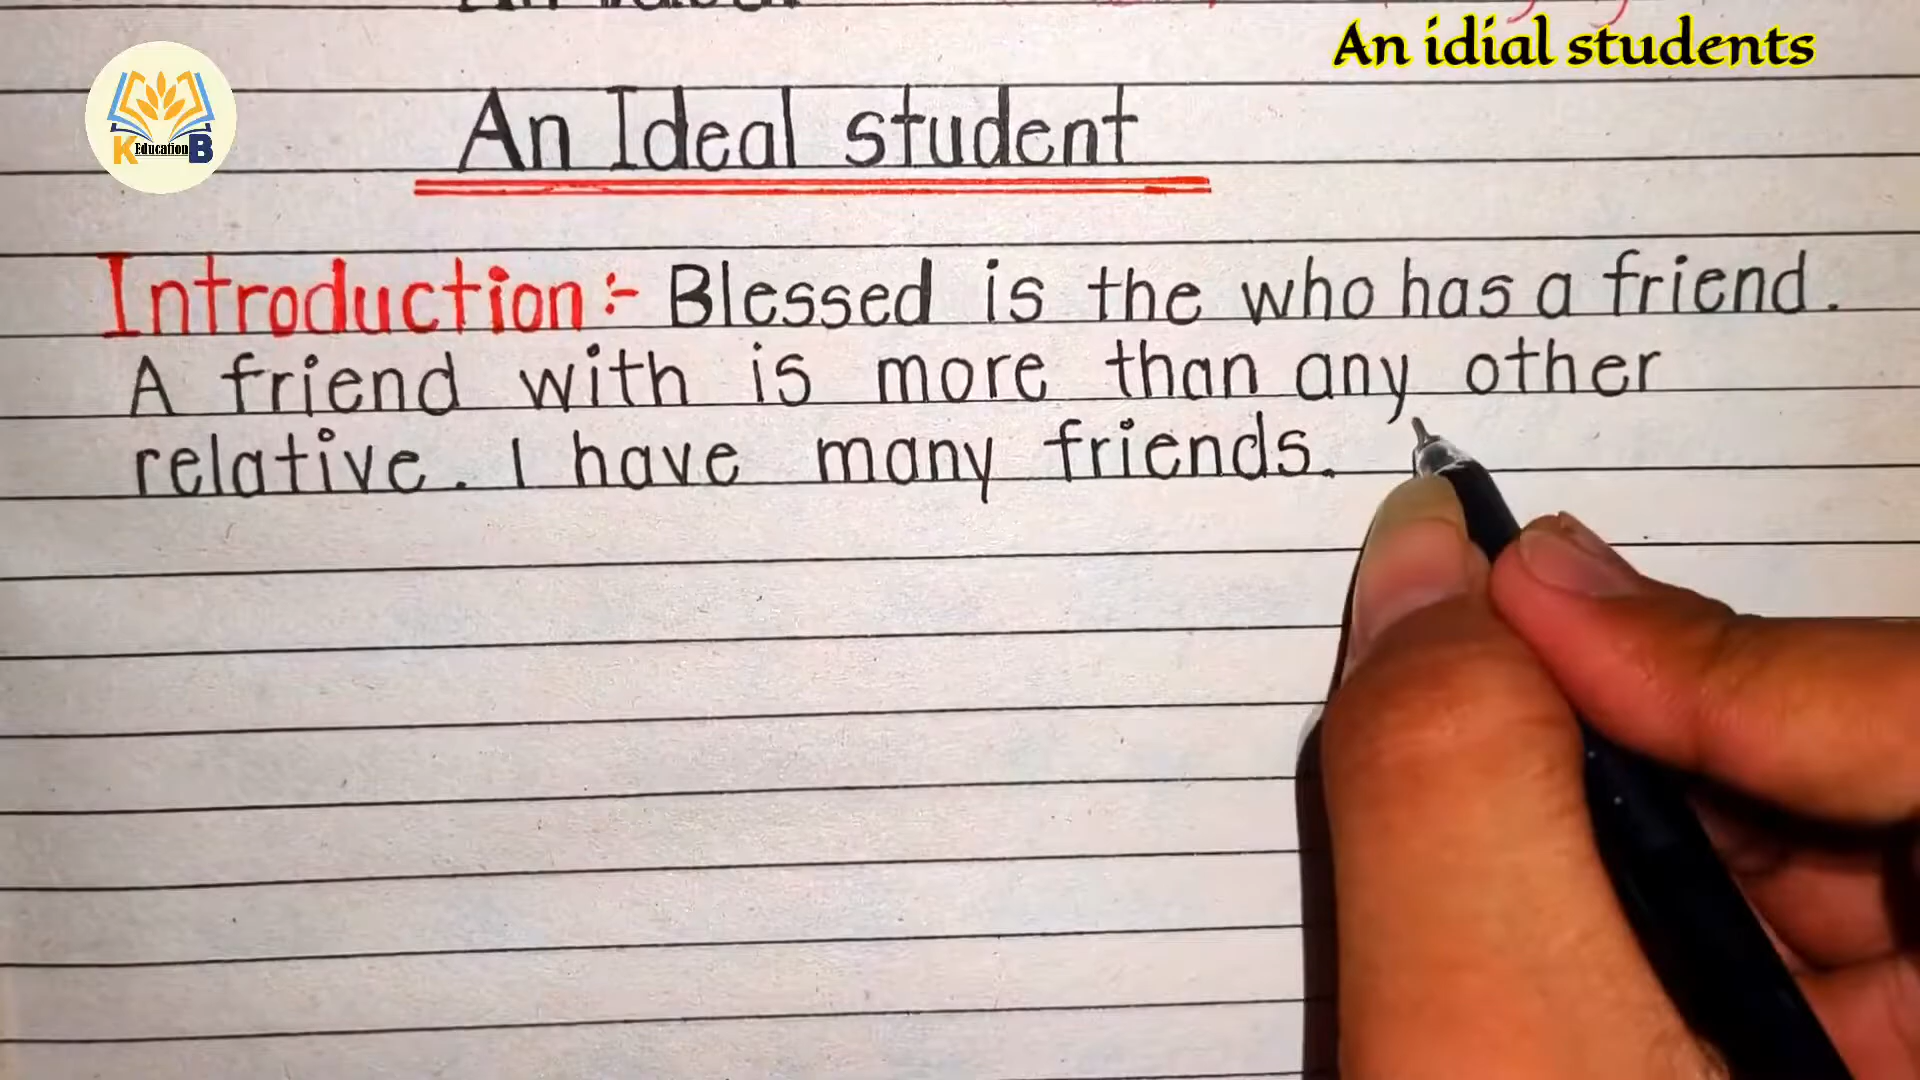 An idial students
An Ideal student
K Education B
Introduction :- Blessed is the who has a friend.
A friend with is more than any other
relative. I have many friends.